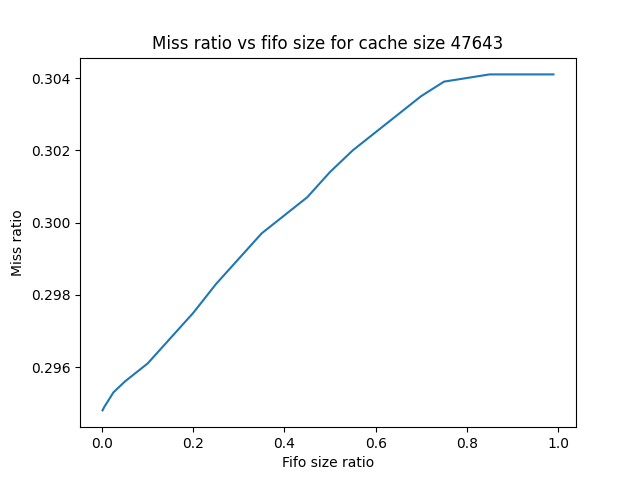 Miss ratio vs fifo size for cache size 47643
0.304
0.302
0.300
0.298
0.296
Miss ratio
0.0 0.2 0.4 0.6 0.8 1.0
Fifo size ratio